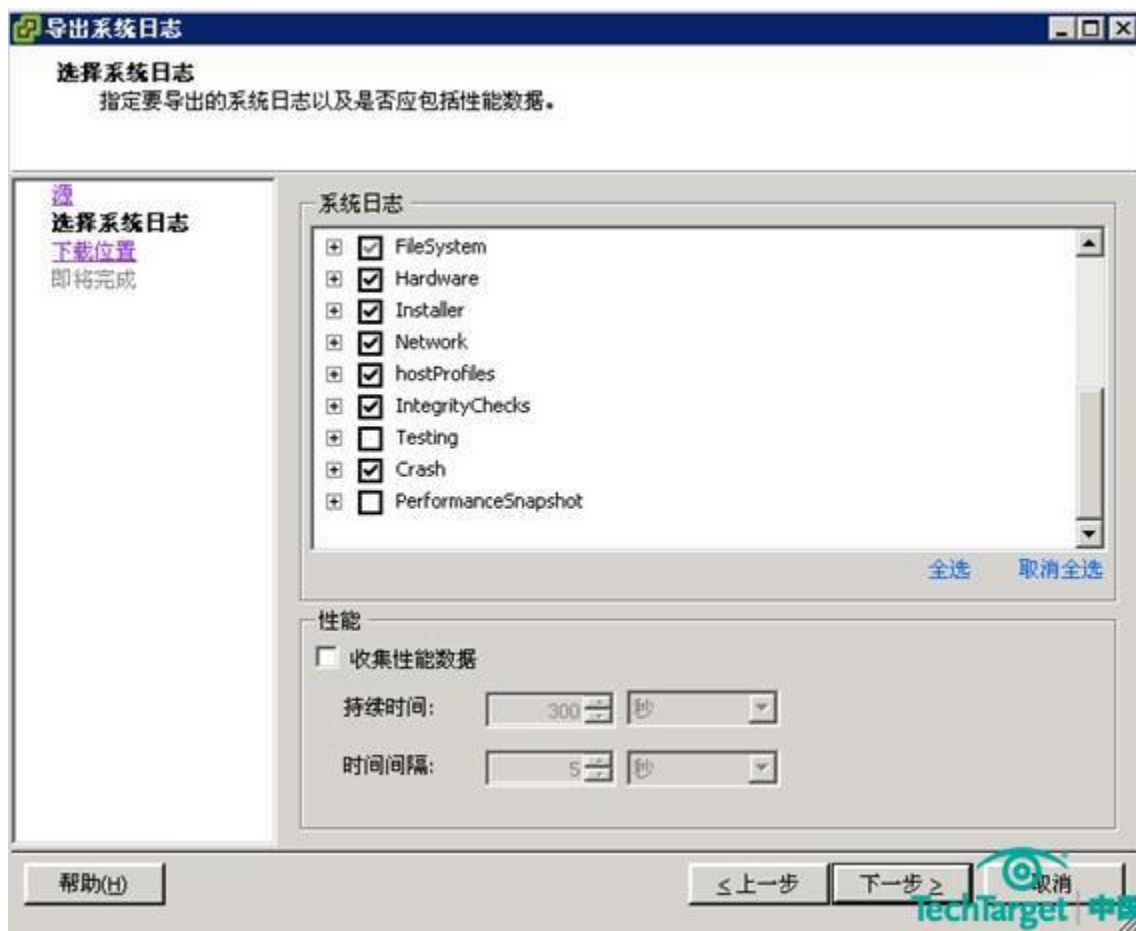 导出系统日志
选择系统日志
指定要导出的系统日志以及是否应包括性能数据。
源
选择系统日志
下载位置
即将完成
系统日志
FileSystem
Hardware
Installer
Network
hostProfiles
IntegrityChecks
Testing
Crash
PerformanceSnapshot
全选 取消全选
性能
收集性能数据
持续时间: 300 秒
时间间隔: 5 秒
帮助(H) ≤上一步 下一步 ≥ 取消
TechTarget 中国